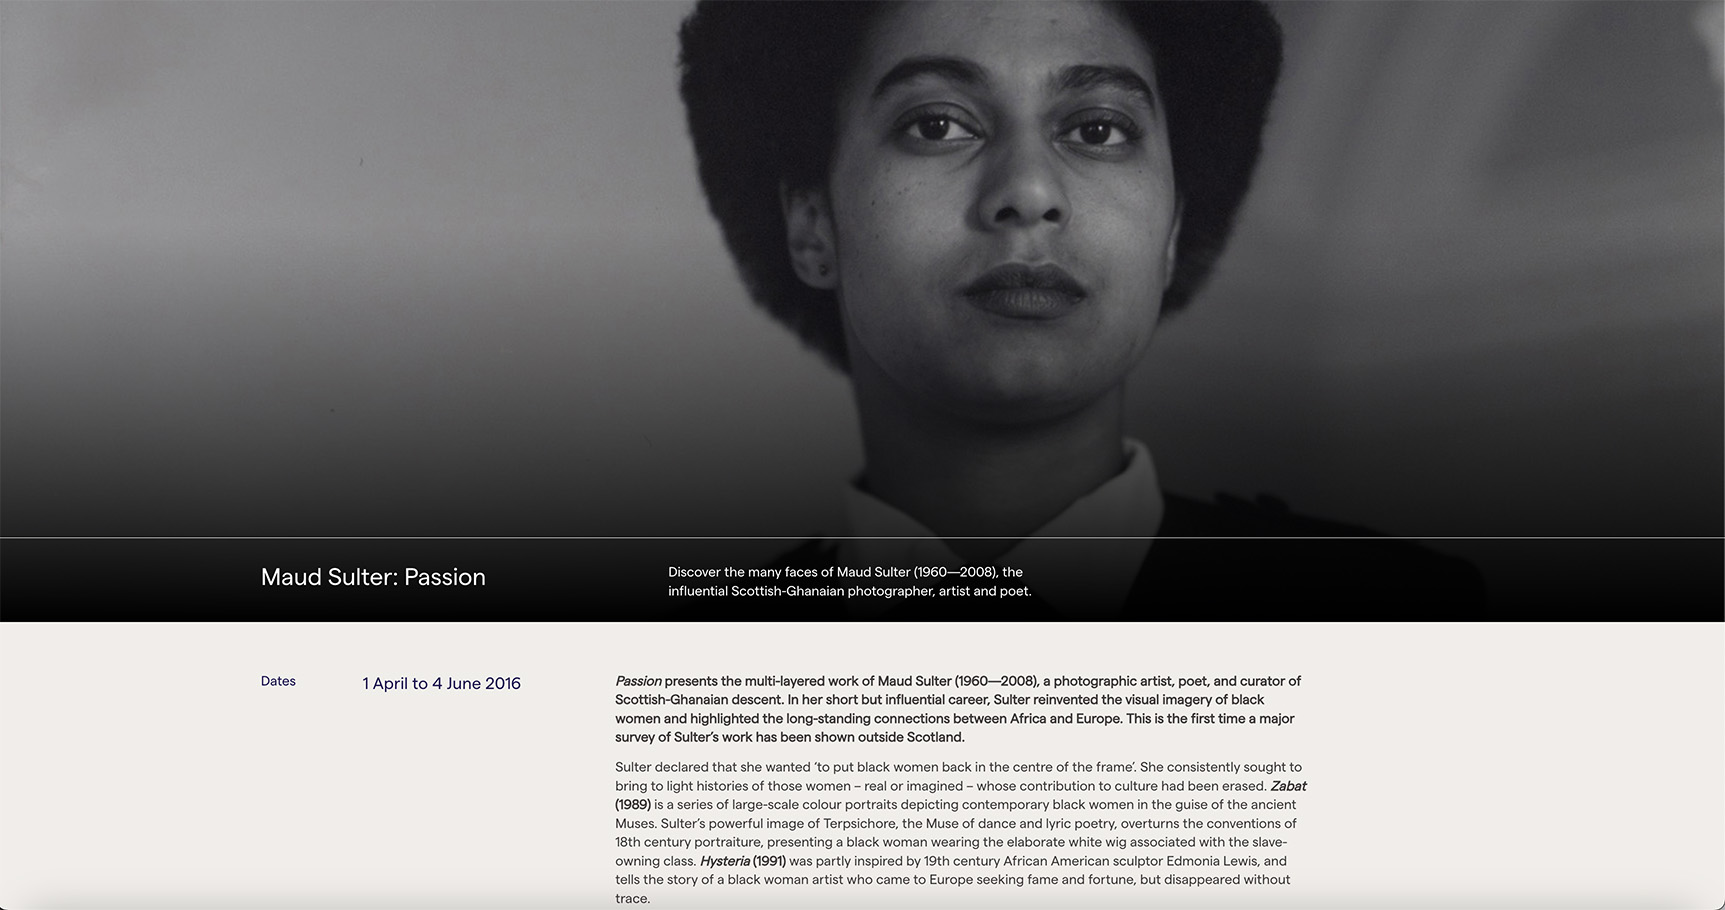 Maud Sulter: Passion
Discover the many faces of Maud Sulter (1960—2008), the
influential Scottish-Ghanaian photographer, artist and poet.
Dates
1 April to 4 June 2016
Passion presents the multi-layered work of Maud Sulter (1960—2008), a photographic artist, poet, and curator of
Scottish-Ghanaian descent. In her short but influential career, Sulter reinvented the visual imagery of black
women and highlighted the long-standing connections between Africa and Europe. This is the first time a major
survey of Sulter’s work has been shown outside Scotland.
Sulter declared that she wanted ‘to put black women back in the centre of the frame’. She consistently sought to
bring to light histories of those women – real or imagined – whose contribution to culture had been erased. Zabat
(1989) is a series of large-scale colour portraits depicting contemporary black women in the guise of the ancient
Muses. Sulter’s powerful image of Terpsichore, the Muse of dance and lyric poetry, overturns the conventions of
18th century portraiture, presenting a black woman wearing the elaborate white wig associated with the slave-
owning class. Hysteria (1991) was partly inspired by 19th century African American sculptor Edmonia Lewis, and
tells the story of a black woman artist who came to Europe seeking fame and fortune, but disappeared without
trace.